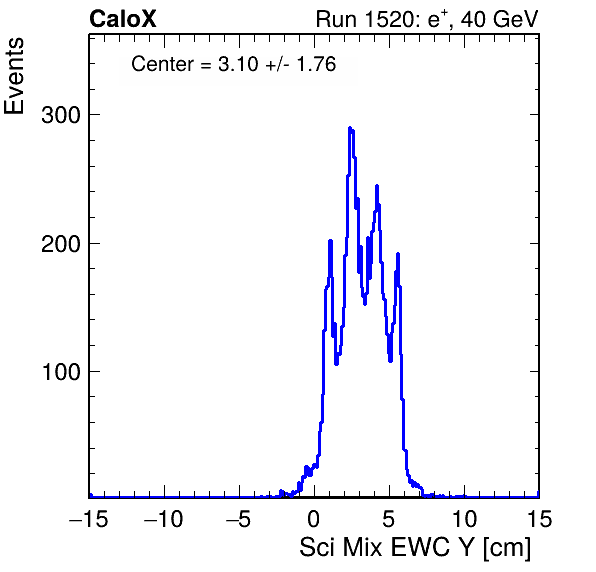 CaloX Run 1520: e+, 40 GeV
Center = 3.10 +/- 1.76
Events
300
200
100
−15 −10 −5 0 5 10 15
Sci Mix EWC Y [cm]